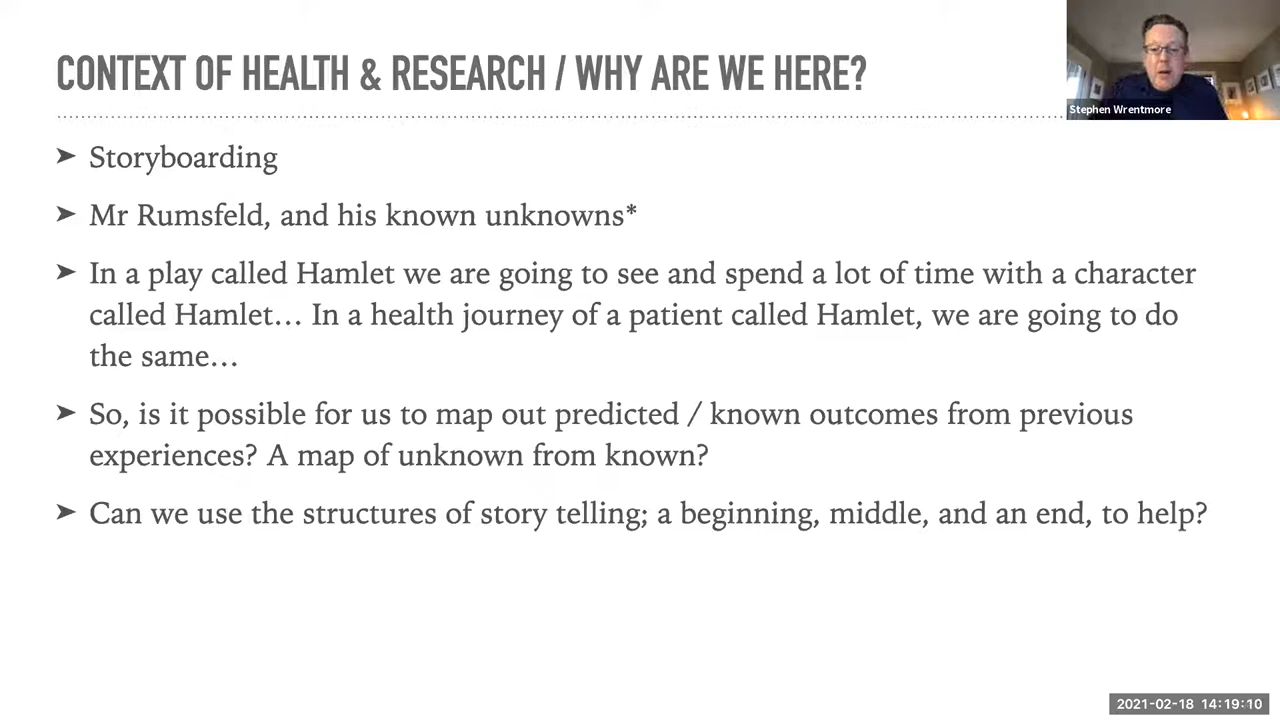 CONTEXT OF HEALTH & RESEARCH / WHY ARE WE HERE?
Stephen Wrentmore
➤ Storyboarding
➤ Mr Rumsfeld, and his known unknowns*
➤ In a play called Hamlet we are going to see and spend a lot of time with a character
called Hamlet… In a health journey of a patient called Hamlet, we are going to do
the same…
➤ So, is it possible for us to map out predicted / known outcomes from previous
experiences? A map of unknown from known?
➤ Can we use the structures of story telling; a beginning, middle, and an end, to help?
2021-02-18 14:19:10